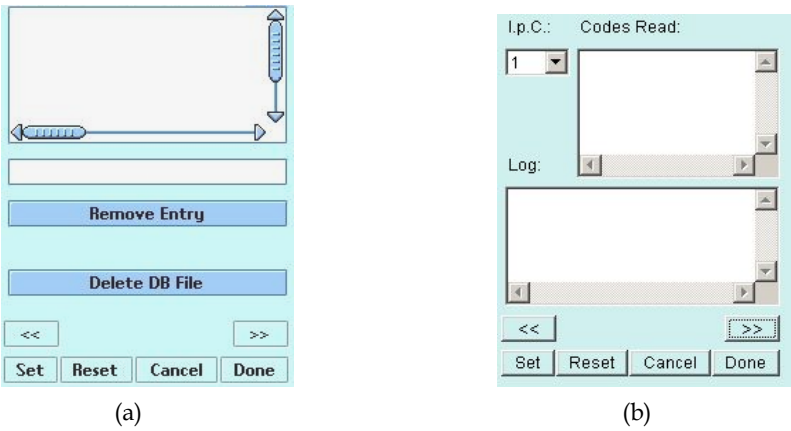 Remove Entry
Delete DB File
<< >>
Set Reset Cancel Done
(a)
I.p.C.: Codes Read:
1
Log:
<< >>
Set Reset Cancel Done
(b)